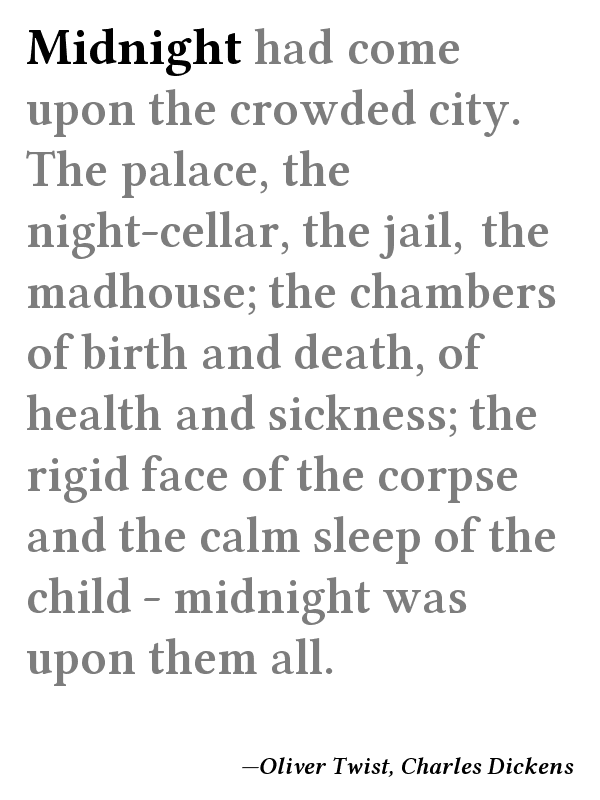 Midnight had come
upon the crowded city.
The palace, the
night-cellar, the jail, the
madhouse; the chambers
of birth and death, of
health and sickness; the
rigid face of the corpse
and the calm sleep of the
child - midnight was
upon them all.
—Oliver Twist, Charles Dickens